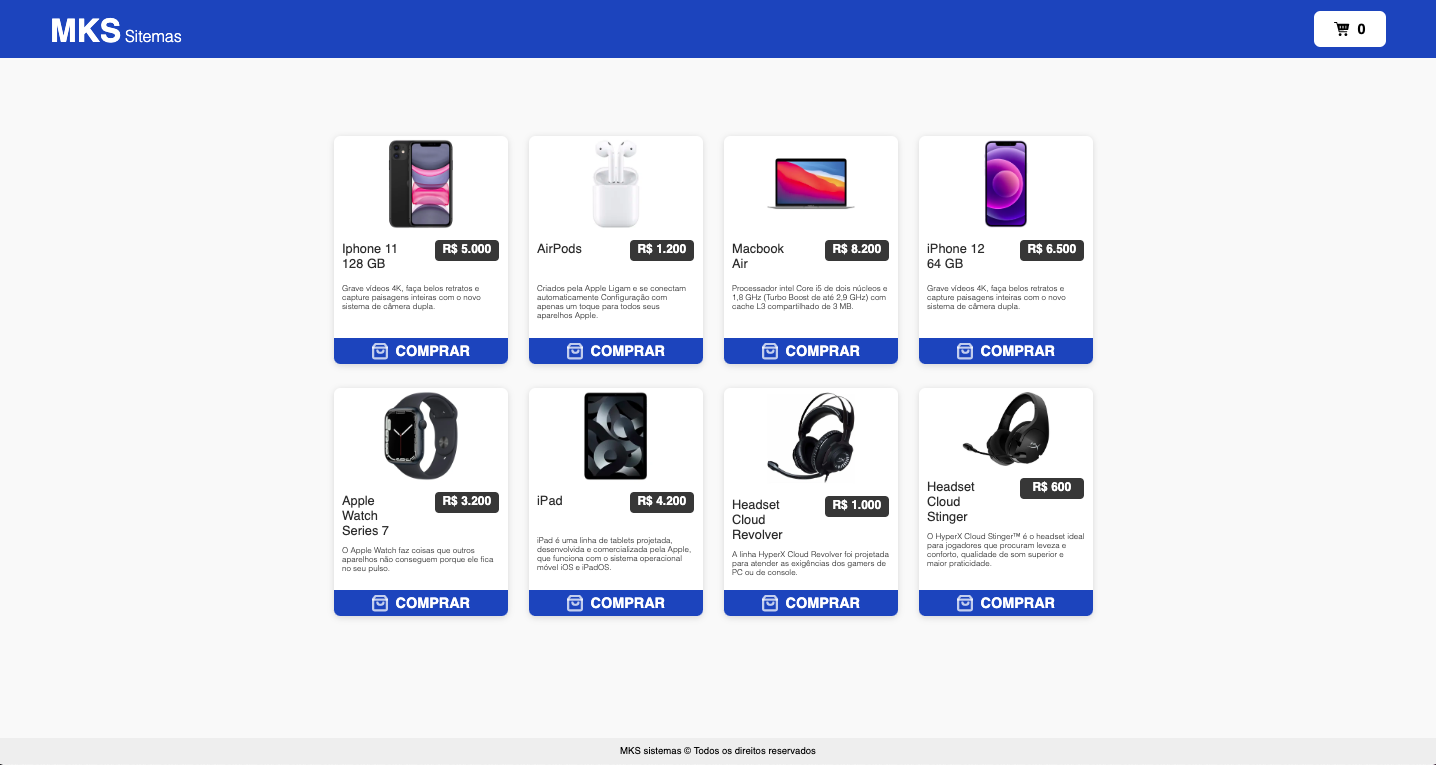 MKS Sitemas
0
Iphone 11
128 GB
R$ 5.000
Grave vídeos 4K, faça belos retratos e
capture paisagens inteiras com o novo
sistema de câmera dupla.
COMPRAR
AirPods
R$ 1.200
Criados pela Apple Ligam e se conectam
automaticamente Configuração com
apenas um toque para todos seus
aparelhos Apple.
COMPRAR
Macbook
Air
R$ 8.200
Processador intel Core i5 de dois núcleos e
1,8 GHz (Turbo Boost de até 2,9 GHz) com
cache L3 compartilhado de 3 MB.
COMPRAR
iPhone 12
64 GB
R$ 6.500
Grave vídeos 4K, faça belos retratos e
capture paisagens inteiras com o novo
sistema de câmera dupla.
COMPRAR
Apple
Watch
Series 7
R$ 3.200
O Apple Watch faz coisas que outros
aparelhos não conseguem porque ele fica
no seu pulso.
COMPRAR
iPad
R$ 4.200
iPad é uma linha de tablets projetada,
desenvolvida e comercializada pela Apple,
que funciona com o sistema operacional
móvel iOS e iPadOS.
COMPRAR
Headset
Cloud
Revolver
R$ 1.000
A linha HyperX Cloud Revolver foi projetada
para atender as exigências dos gamers de
PC ou de console.
COMPRAR
Headset
Cloud
Stinger
R$ 600
O HyperX Cloud Stinger™ é o headset ideal
para jogadores que procuram leveza e
conforto, qualidade de som superior e
maior praticidade.
COMPRAR
MKS sistemas © Todos os direitos reservados